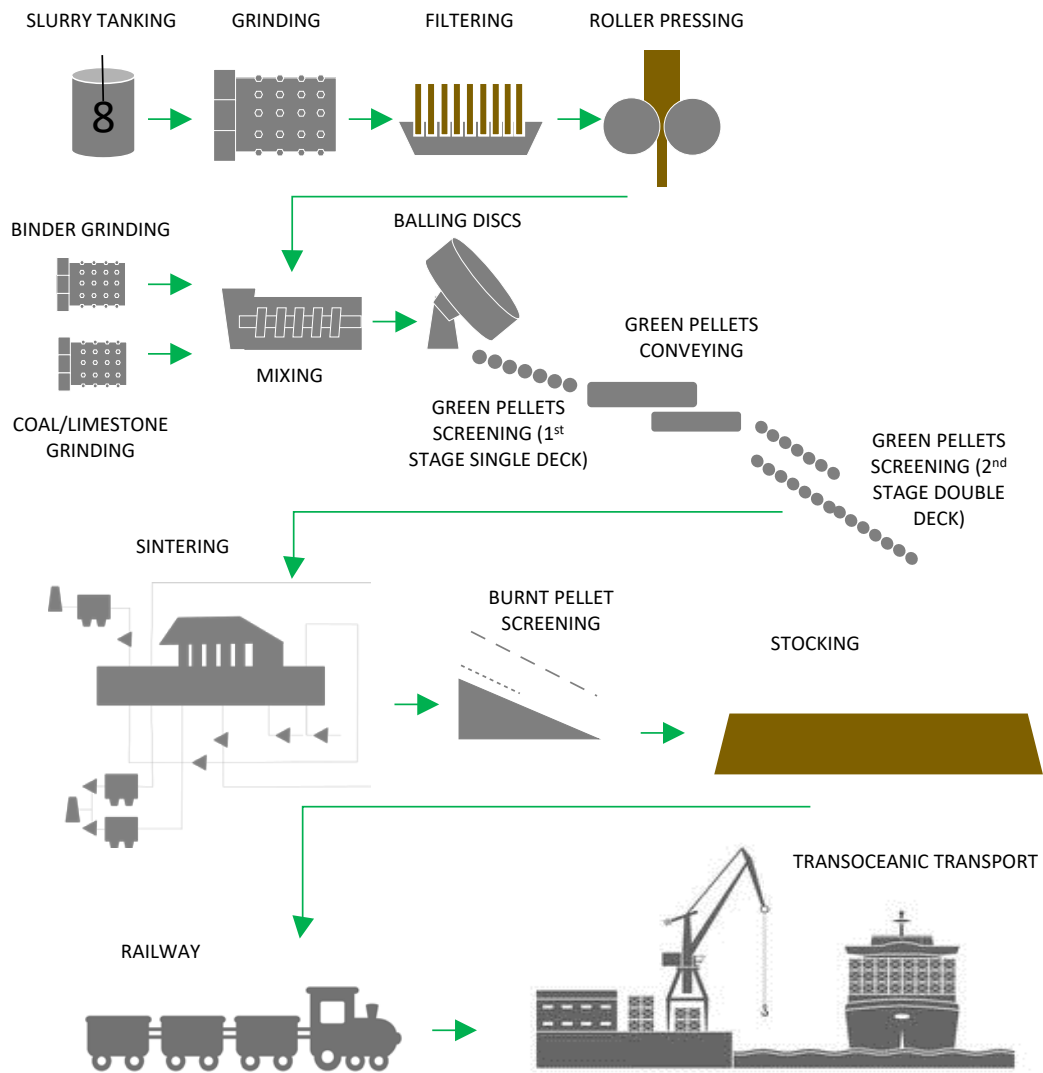 SLURRY TANKING
GRINDING
FILTERING
ROLLER PRESSING
8
BINDER GRINDING
BALLING DISCS
COAL/LIMESTONE
GRINDING
MIXING
GREEN PELLETS
CONVEYING
GREEN PELLETS
SCREENING (1st
STAGE SINGLE DECK)
GREEN PELLETS
SCREENING (2nd
STAGE DOUBLE
DECK)
SINTERING
BURNT PELLET
SCREENING
STOCKING
RAILWAY
TRANSOCEANIC TRANSPORT